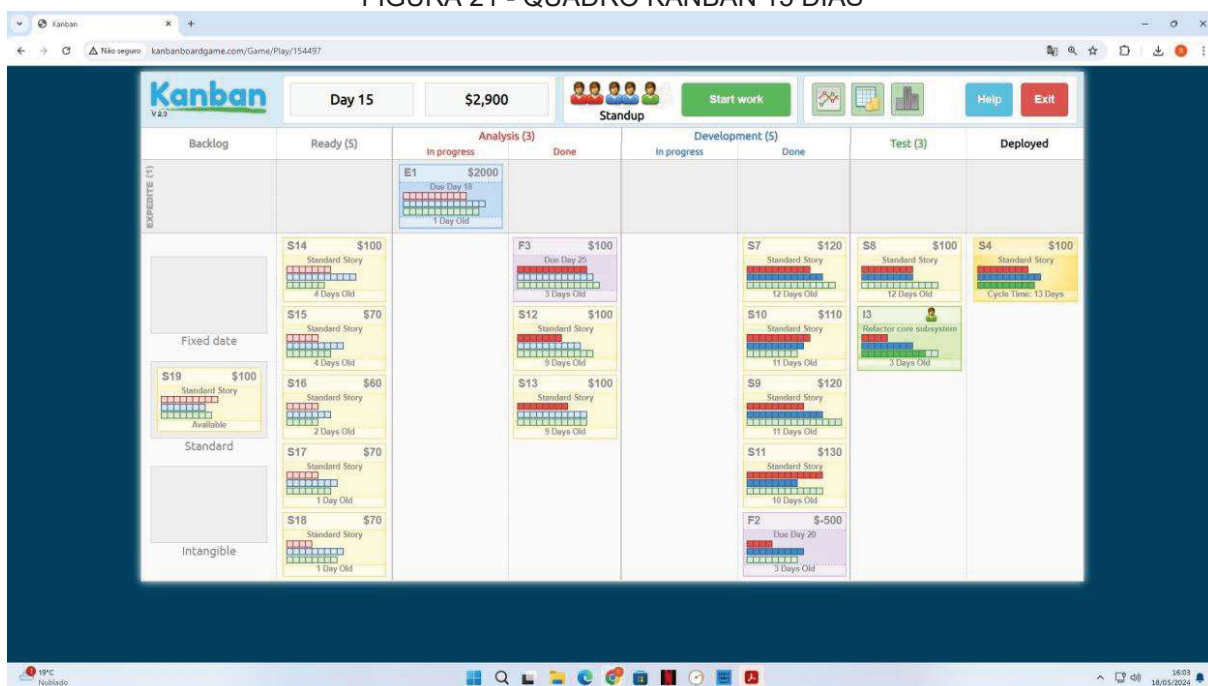 FIGURA 21 - QUADRO KANBAN 15 DIAS
Kanban
Não seguro
kanbanboardgame.com/Game/Play/154497
Kanban
V 2.0
Day 15
$2,900
Standup
Start work
Help
Exit
Backlog
Ready (5)
Analysis (3)
In progress
Done
Development (5)
In progress
Done
Test (3)
Deployed
EXPEDITE (1)
E1 $2000
Due Day 18
1 Day Old
Fixed date
S19 $100
Standard Story
Available
Standard
Intangible
S14 $100
Standard Story
4 Days Old
S15 $70
Standard Story
4 Days Old
S16 $60
Standard Story
2 Days Old
S17 $70
Standard Story
1 Day Old
S18 $70
Standard Story
1 Day Old
F3 $100
Due Day 25
3 Days Old
S12 $100
Standard Story
9 Days Old
S13 $100
Standard Story
9 Days Old
S7 $120
Standard Story
12 Days Old
S10 $110
Standard Story
11 Days Old
S9 $120
Standard Story
11 Days Old
S11 $130
Standard Story
10 Days Old
F2 $-500
Due Day 20
3 Days Old
S8 $100
Standard Story
12 Days Old
I3
Refactor core subsystem
3 Days Old
S4 $100
Standard Story
Cycle Time: 13 Days
19°C
Nublado
16:03
18/05/2024